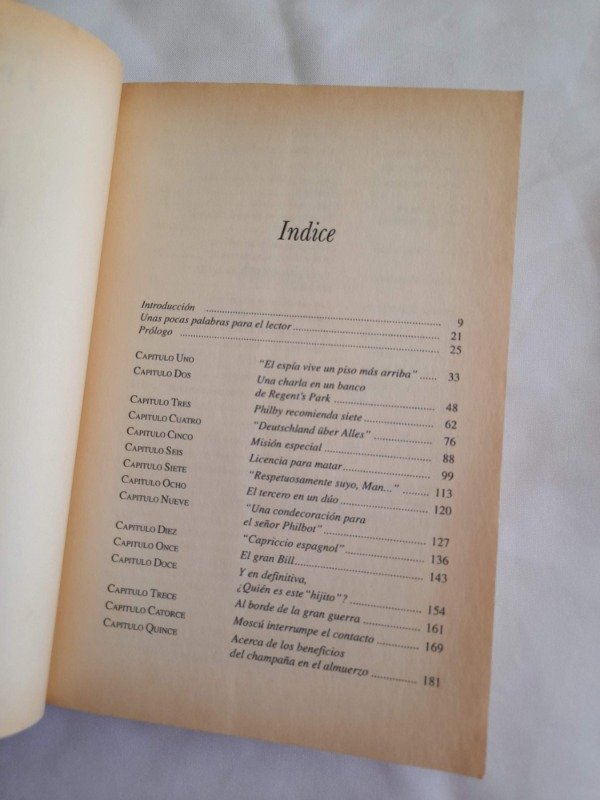 Indice
Introducción ........ 9
Unas pocas palabras para el lector ........ 21
Prólogo ........ 25
CAPITULO UNO "El espía vive un piso más arriba" ...... 33
CAPITULO DOS Una charla en un banco
de Regent's Park ........ 48
CAPITULO TRES Philby recomienda siete ........ 62
CAPITULO CUATRO "Deutschland über Alles" ........ 76
CAPITULO CINCO Misión especial ........ 88
CAPITULO SEIS Licencia para matar ........ 99
CAPITULO SIETE "Respetuosamente suyo, Man..." ........ 113
CAPITULO OCHO El tercero en un dúo ........ 120
CAPITULO NUEVE "Una condecoración para
el señor Philbot" ........ 127
CAPITULO DIEZ "Capriccio espagnol" ........ 136
CAPITULO ONCE El gran Bill ........ 143
CAPITULO DOCE Y en definitiva,
¿Quién es este "hijito"? ........ 154
CAPITULO TRECE Al borde de la gran guerra ........ 161
CAPITULO CATORCE Moscú interrumpe el contacto ........ 169
CAPITULO QUINCE Acerca de los beneficios
del champaña en el almuerzo ........ 181